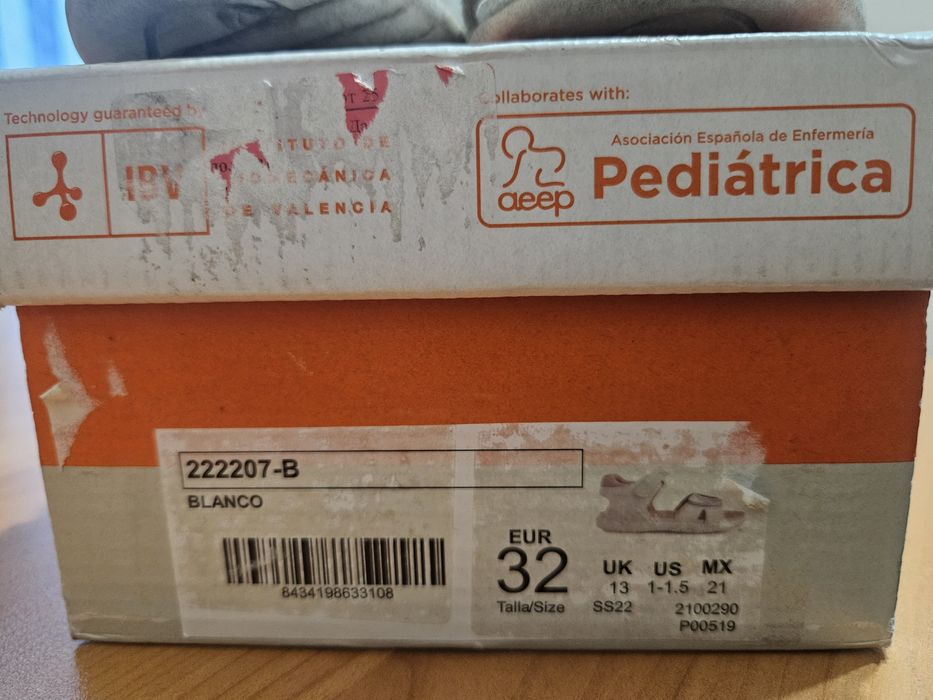 Technology guaranteed by
IBV
INSTITUTO DE
BIOMECÁNICA
DE VALENCIA
collaborates with:
aeep
Asociación Española de Enfermería
Pediátrica
222207-B
BLANCO
8434198633108
EUR
32
Talla/Size
UK US MX
13 1-1.5 21
SS22 2100290
P00519